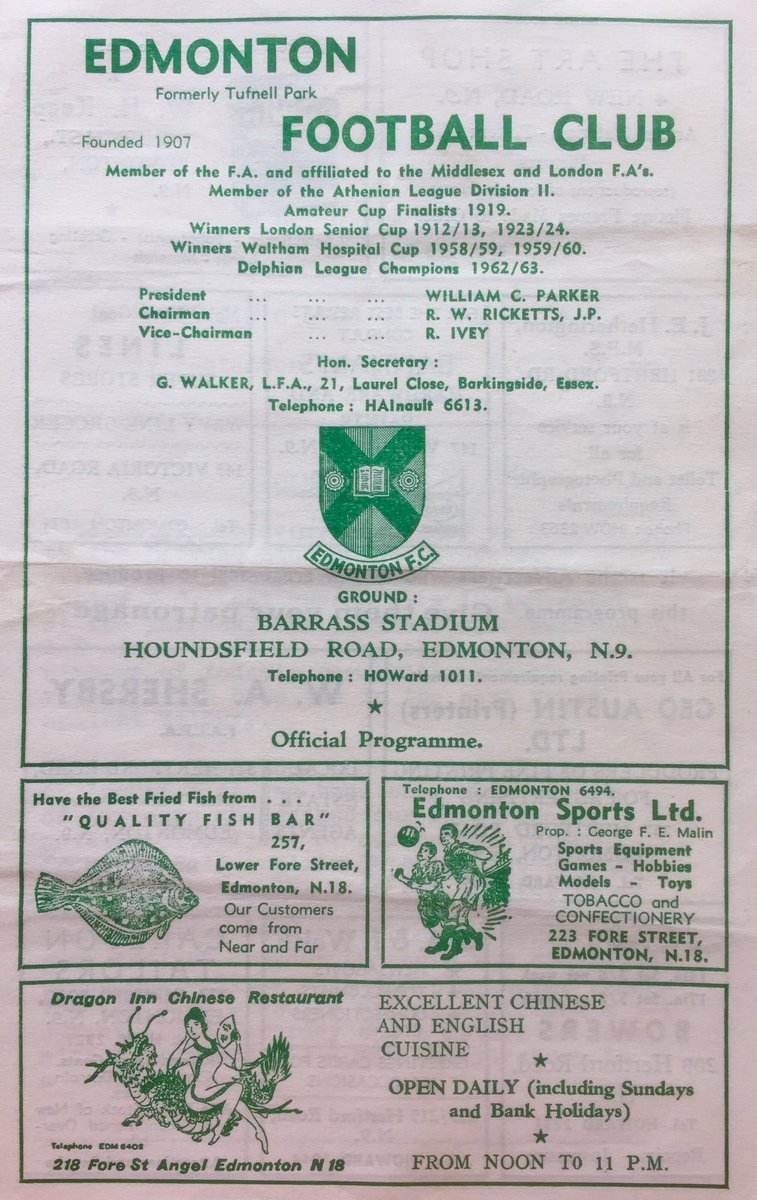 EDMONTON
Formerly Tufnell Park
Founded 1907
FOOTBALL CLUB
Member of the F.A. and affiliated to the Middlesex and London F.A's.
Member of the Athenian League Division II.
Amateur Cup Finalists 1919.
Winners London Senior Cup 1912/13, 1923/24.
Winners Waltham Hospital Cup 1958/59, 1959/60.
Delphian League Champions 1962/63.
President ... ... ... WILLIAM C. PARKER
Chairman ... ... R. W. RICKETTS, J.P.
Vice-Chairman ... ... R. IVEY
Hon. Secretary :
G. WALKER, L.F.A., 21, Laurel Close, Barkingside, Essex.
Telephone : HAInault 6613.
EDMONTON F.C.
GROUND :
BARRASS STADIUM
HOUNDSFIELD ROAD, EDMONTON, N.9.
Telephone : HOWard 1011.
★
Official Programme.
Have the Best Fried Fish from . . .
"QUALITY FISH BAR"
257,
Lower Fore Street,
Edmonton, N.18.
Our Customers
come from
Near and Far
Telephone : EDMONTON 6494.
Edmonton Sports Ltd.
Prop. : George F. E. Malin
Sports Equipment
Games - Hobbies
Models - Toys
TOBACCO and
CONFECTIONERY
223 FORE STREET,
EDMONTON, N.18.
Dragon Inn Chinese Restaurant
Telephone EDM 6402
218 Fore St Angel Edmonton N 18
EXCELLENT CHINESE
AND ENGLISH
CUISINE
★
OPEN DAILY (including Sundays
and Bank Holidays)
★
FROM NOON TO 11 P.M.